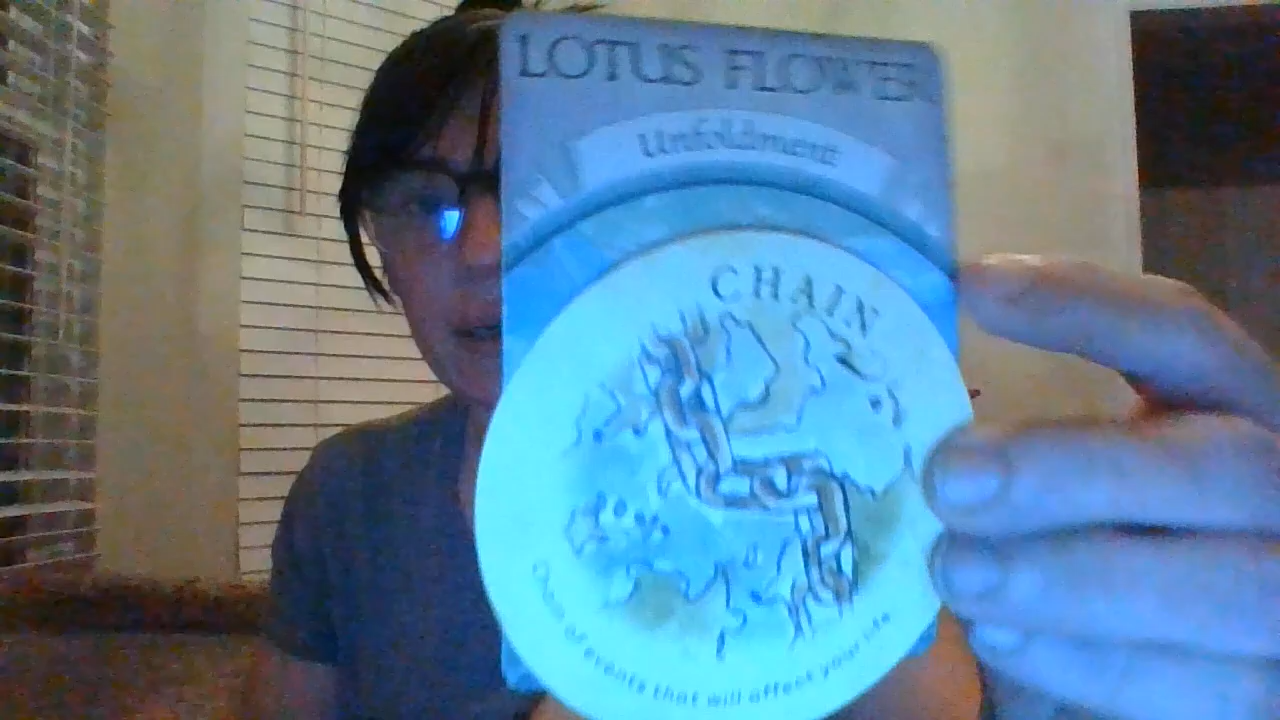 LOTUS FLOWER
Unfoldment
CHAIN
Chain of events that will affect your life